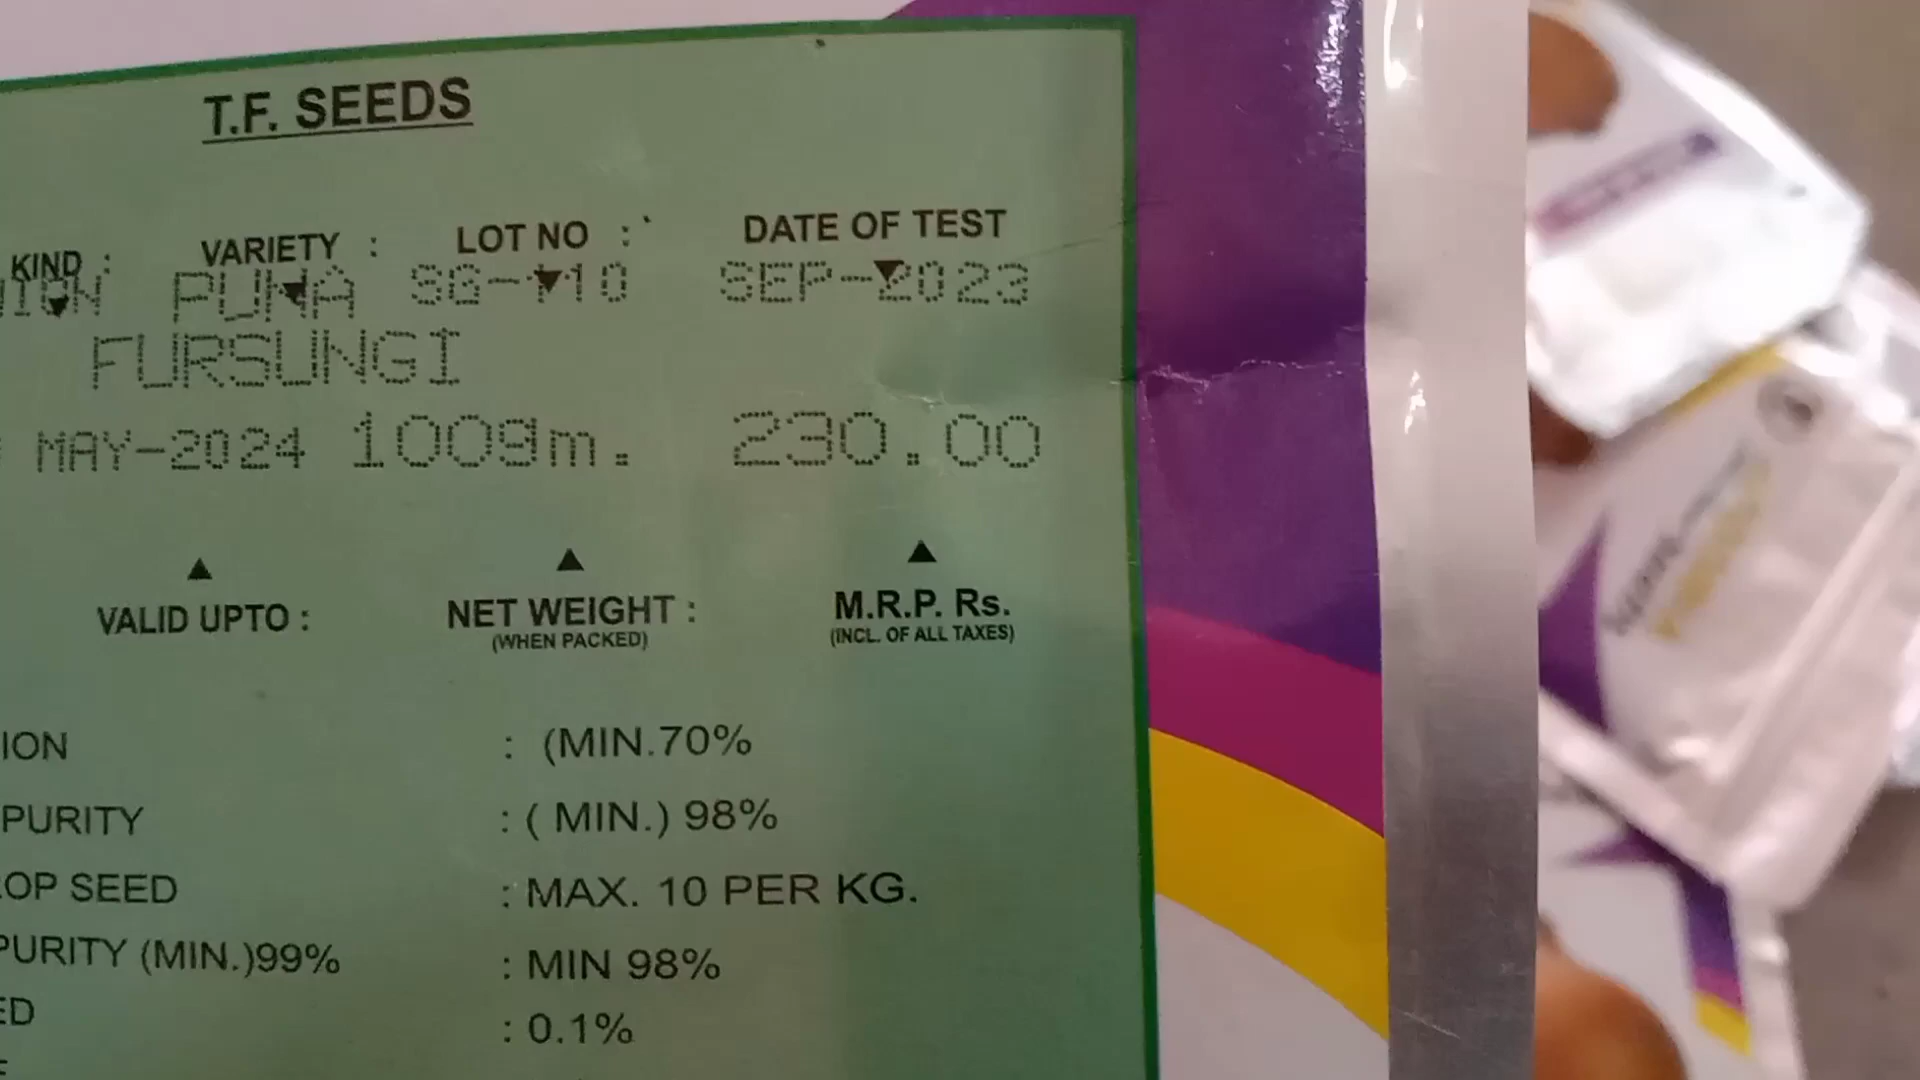 T.F. SEEDS
KIND : VARIETY : LOT NO : DATE OF TEST
PUNA SG-110 SEP-2023
FURSUNGI
MAY-2024 100gm. 230.00
VALID UPTO : NET WEIGHT : M.R.P. Rs.
(WHEN PACKED) (INCL. OF ALL TAXES)
ION : (MIN.70%
PURITY : ( MIN.) 98%
OP SEED : MAX. 10 PER KG.
PURITY (MIN.)99% : MIN 98%
ED : 0.1%